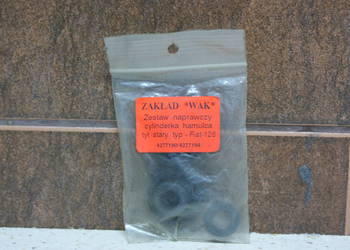 ZAKŁAD *WAK*
Zestaw naprawczy
cylinderka hamulca
tył stary typ - Fiat 126